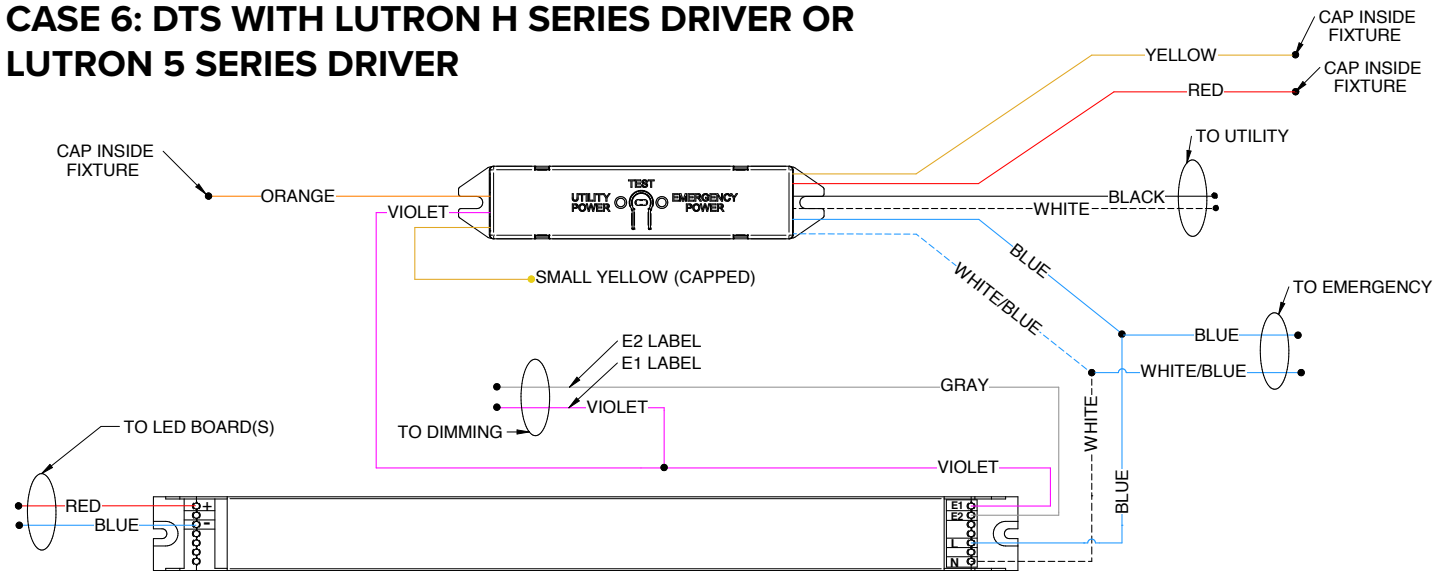 CASE 6: DTS WITH LUTRON H SERIES DRIVER OR
LUTRON 5 SERIES DRIVER
CAP INSIDE
FIXTURE
YELLOW
CAP INSIDE
FIXTURE
RED
TO UTILITY
CAP INSIDE
FIXTURE
ORANGE
TEST
UTILITY
POWER
EMERGENCY
POWER
BLACK
VIOLET
WHITE
BLUE
SMALL YELLOW (CAPPED)
WHITE/BLUE
TO EMERGENCY
BLUE
E2 LABEL
E1 LABEL
WHITE/BLUE
GRAY
VIOLET
WHITE
TO LED BOARD(S)
TO DIMMING
VIOLET
BLUE
RED
+
E1
E2
BLUE
-
L
N